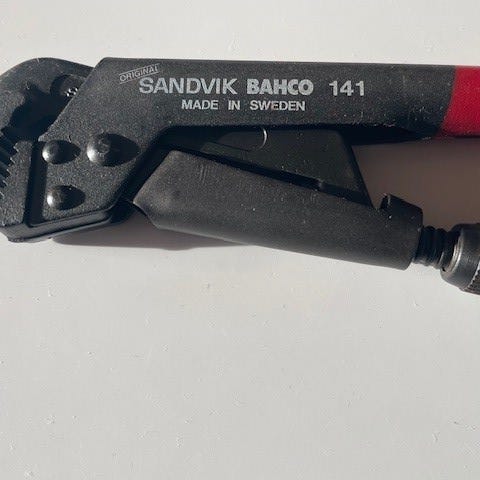 ORIGINAL
SANDVIK BAHCO 141
MADE IN SWEDEN